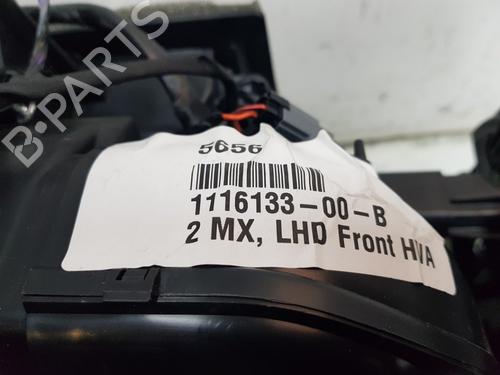 B-PARTS
5656
1116133-00-B
2 MX, LHD Front HVA